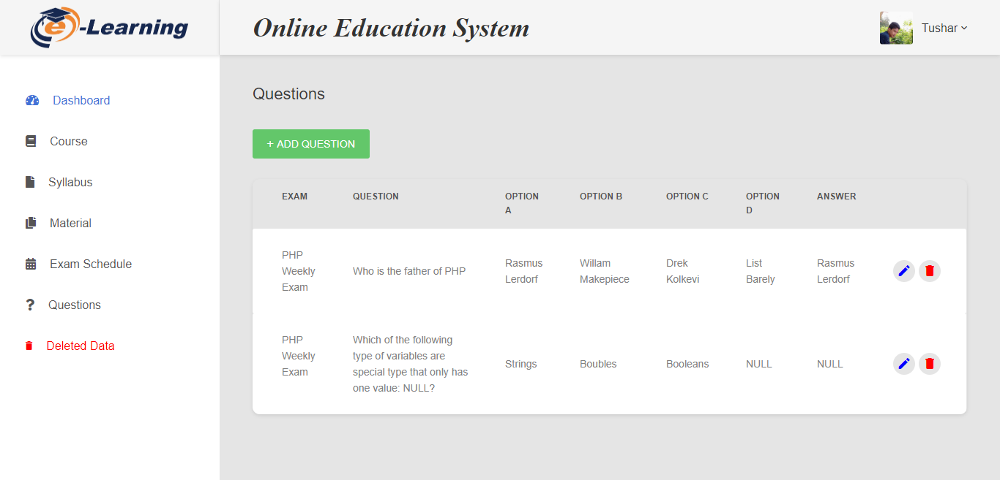 e-Learning
Online Education System
Tushar
Dashboard
Course
Syllabus
Material
Exam Schedule
Questions
Deleted Data
Questions
+ ADD QUESTION
EXAM QUESTION OPTION A OPTION B OPTION C OPTION D ANSWER
PHP Weekly Exam Who is the father of PHP Rasmus Lerdorf Willam Makepiece Drek Kolkevi List Barely Rasmus Lerdorf
PHP Weekly Exam Which of the following type of variables are special type that only has one value: NULL? Strings Boubles Booleans NULL NULL